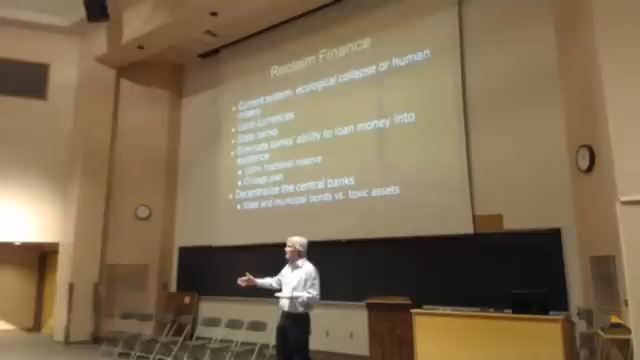 Reclaim Finance
Current system: ecological collapse or human
misery
Local currencies
State banks
Eliminate banks' ability to loan money into
existence
100% fractional reserve
Chicago plan
Decentralize the central banks
State and municipal bonds vs. toxic assets